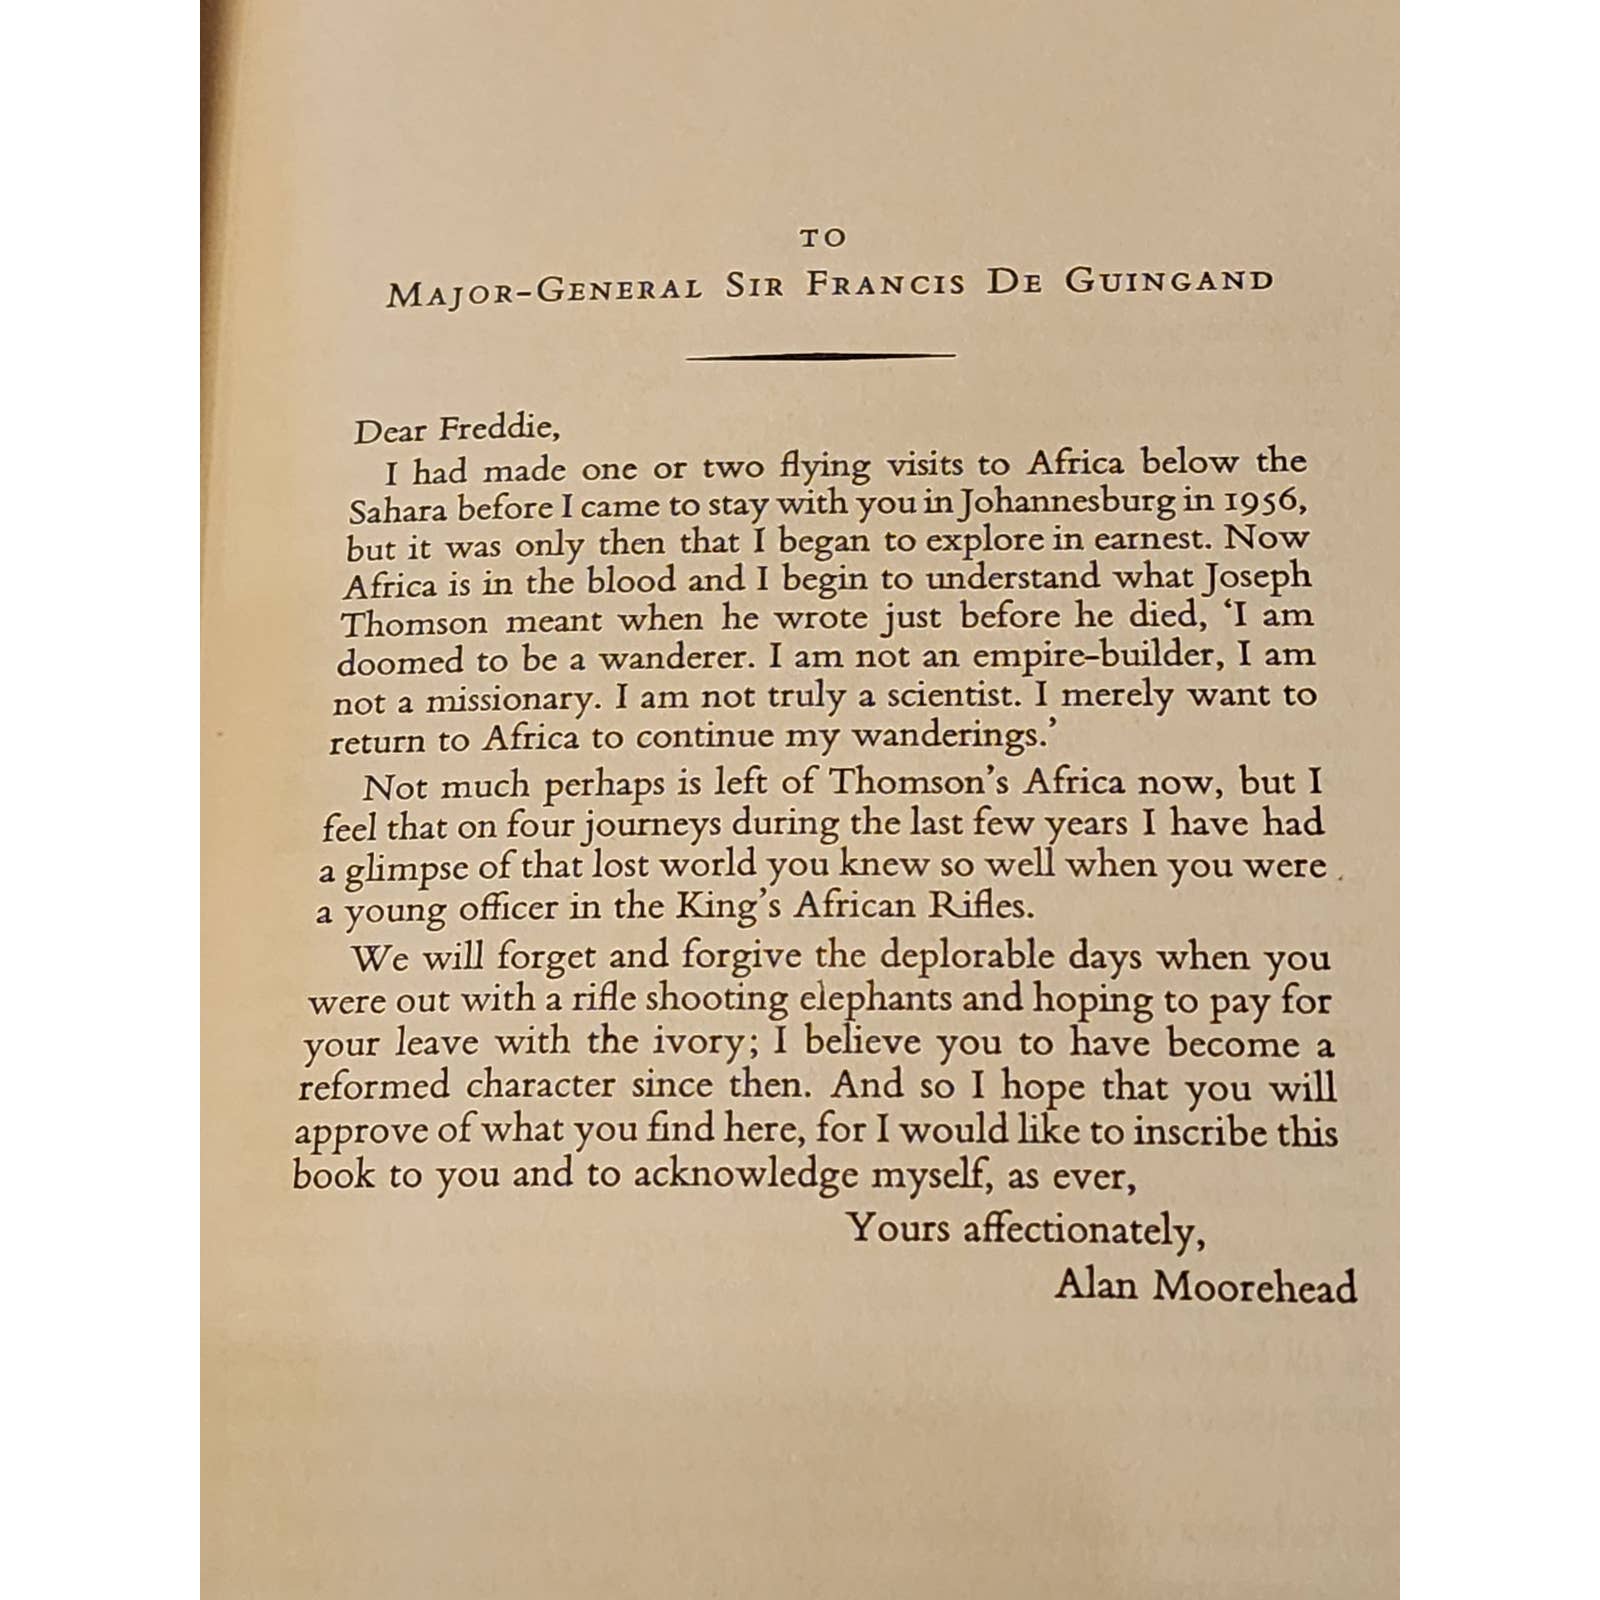 TO
MAJOR-GENERAL SIR FRANCIS DE GUINGAND
Dear Freddie,
I had made one or two flying visits to Africa below the
Sahara before I came to stay with you in Johannesburg in 1956,
but it was only then that I began to explore in earnest. Now
Africa is in the blood and I begin to understand what Joseph
Thomson meant when he wrote just before he died, ‘I am
doomed to be a wanderer. I am not an empire-builder, I am
not a missionary. I am not truly a scientist. I merely want to
return to Africa to continue my wanderings.’
Not much perhaps is left of Thomson’s Africa now, but I
feel that on four journeys during the last few years I have had
a glimpse of that lost world you knew so well when you were
a young officer in the King’s African Rifles.
We will forget and forgive the deplorable days when you
were out with a rifle shooting elephants and hoping to pay for
your leave with the ivory; I believe you to have become a
reformed character since then. And so I hope that you will
approve of what you find here, for I would like to inscribe this
book to you and to acknowledge myself, as ever,
Yours affectionately,
Alan Moorehead